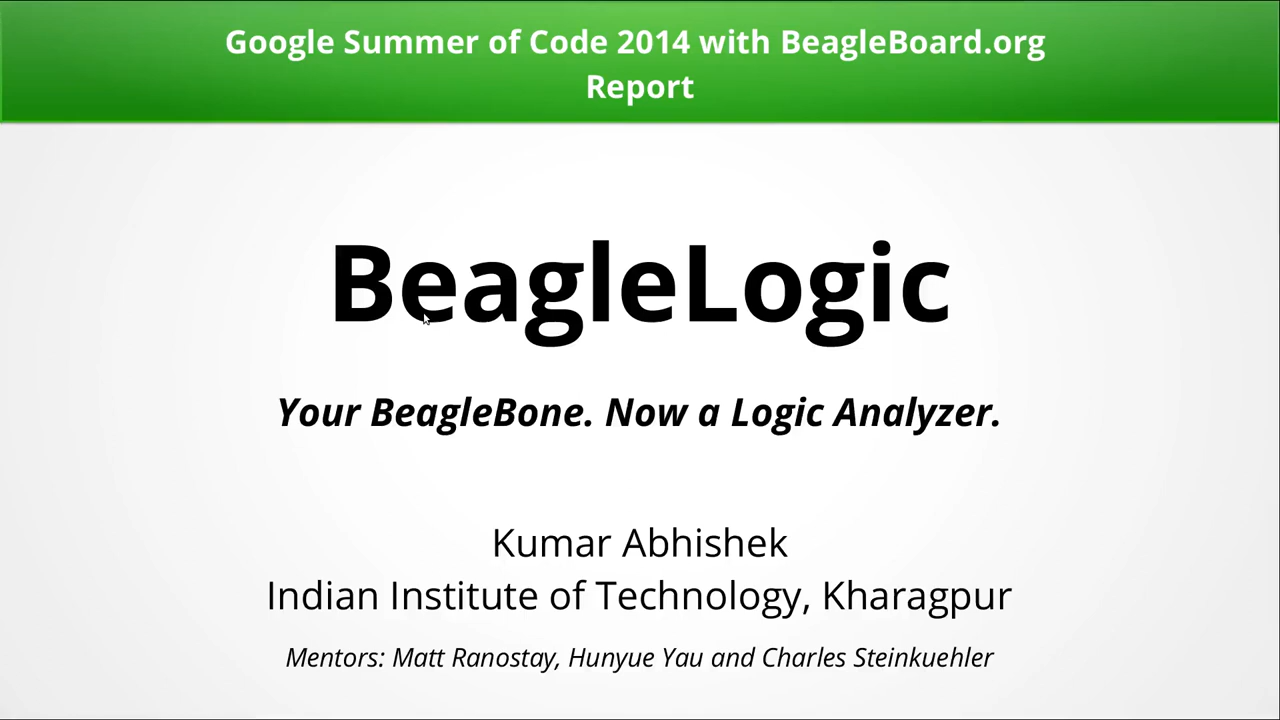 Google Summer of Code 2014 with BeagleBoard.org
Report
BeagleLogic
Your BeagleBone. Now a Logic Analyzer.
Kumar Abhishek
Indian Institute of Technology, Kharagpur
Mentors: Matt Ranostay, Hunyue Yau and Charles Steinkuehler